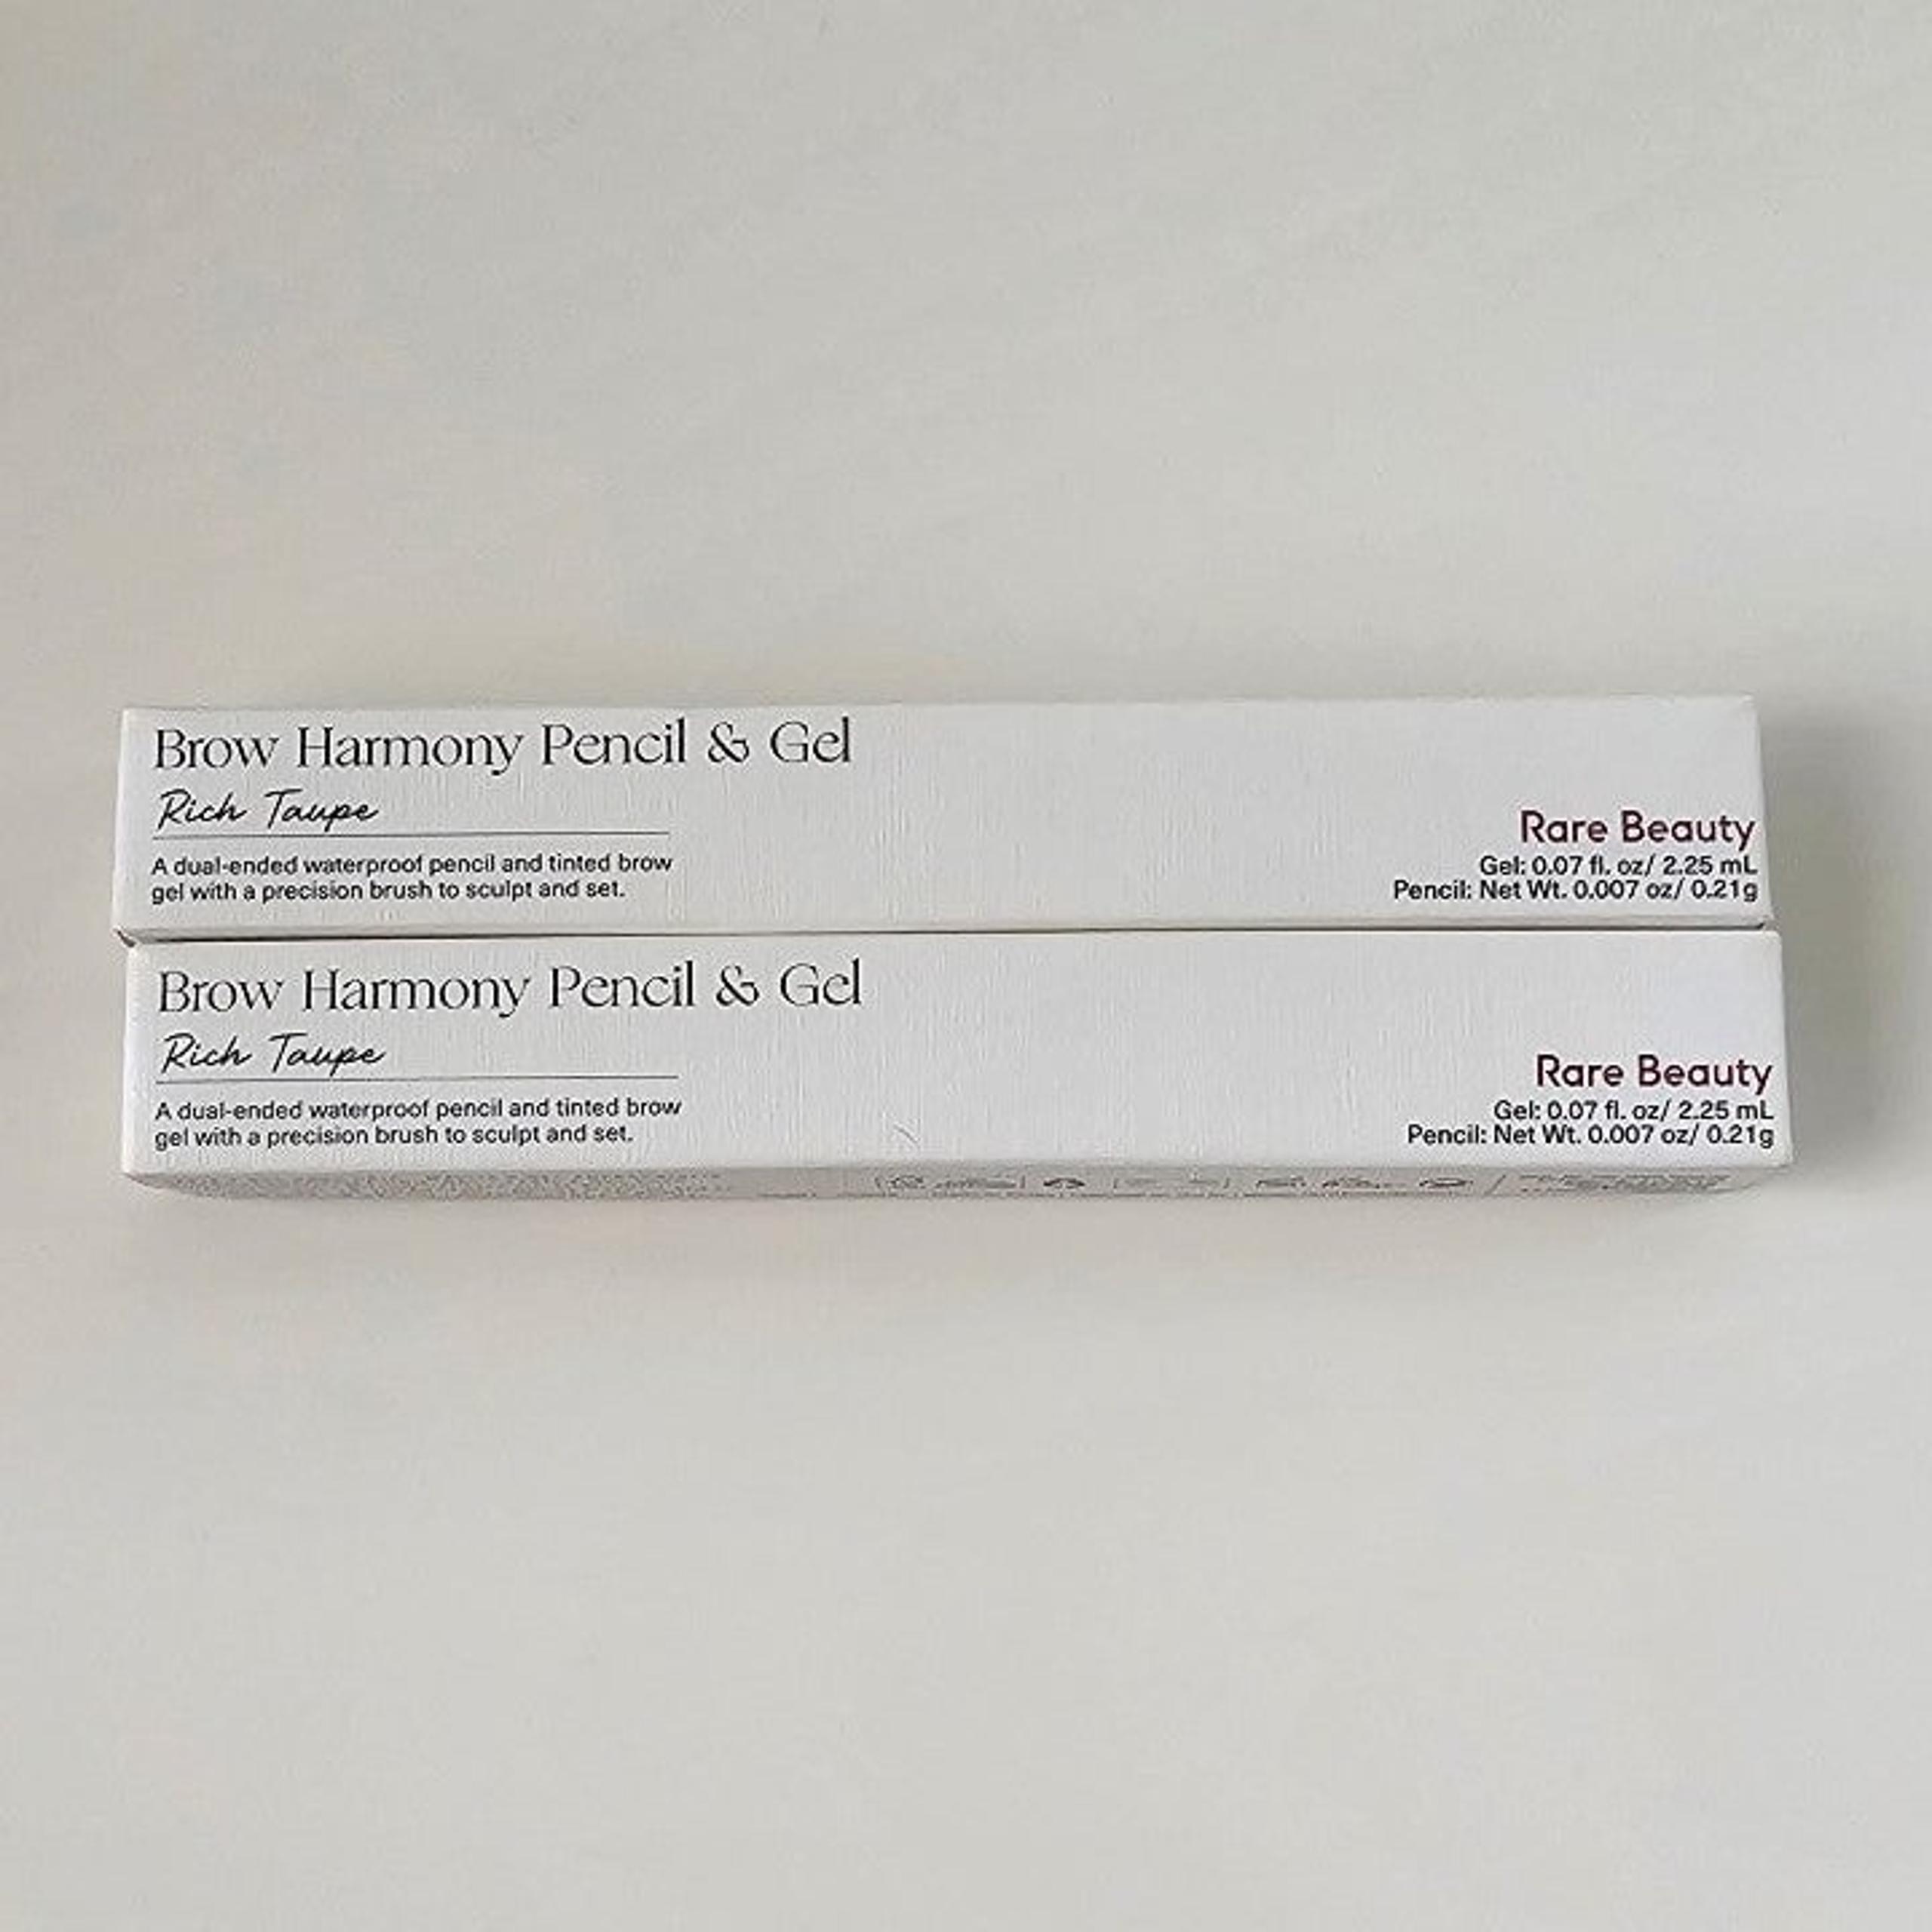 Brow Harmony Pencil & Gel
Rich Taupe
A dual-ended waterproof pencil and tinted brow
gel with a precision brush to sculpt and set.
Rare Beauty
Gel: 0.07 fl. oz/ 2.25 mL
Pencil: Net Wt. 0.007 oz/ 0.21g
Brow Harmony Pencil & Gel
Rich Taupe
A dual-ended waterproof pencil and tinted brow
gel with a precision brush to sculpt and set.
Rare Beauty
Gel: 0.07 fl. oz/ 2.25 mL
Pencil: Net Wt. 0.007 oz/ 0.21g